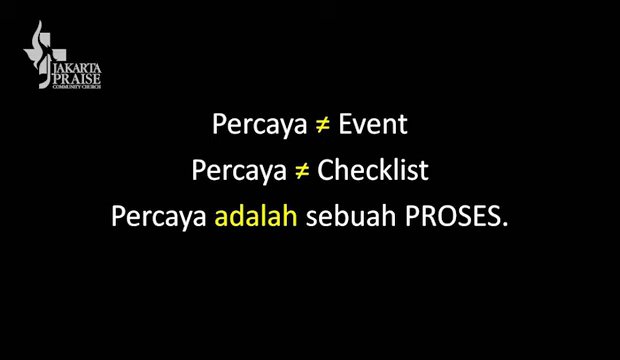 JAKARTA
PRAISE
COMMUNITY CHURCH
Percaya ≠ Event
Percaya ≠ Checklist
Percaya adalah sebuah PROSES.